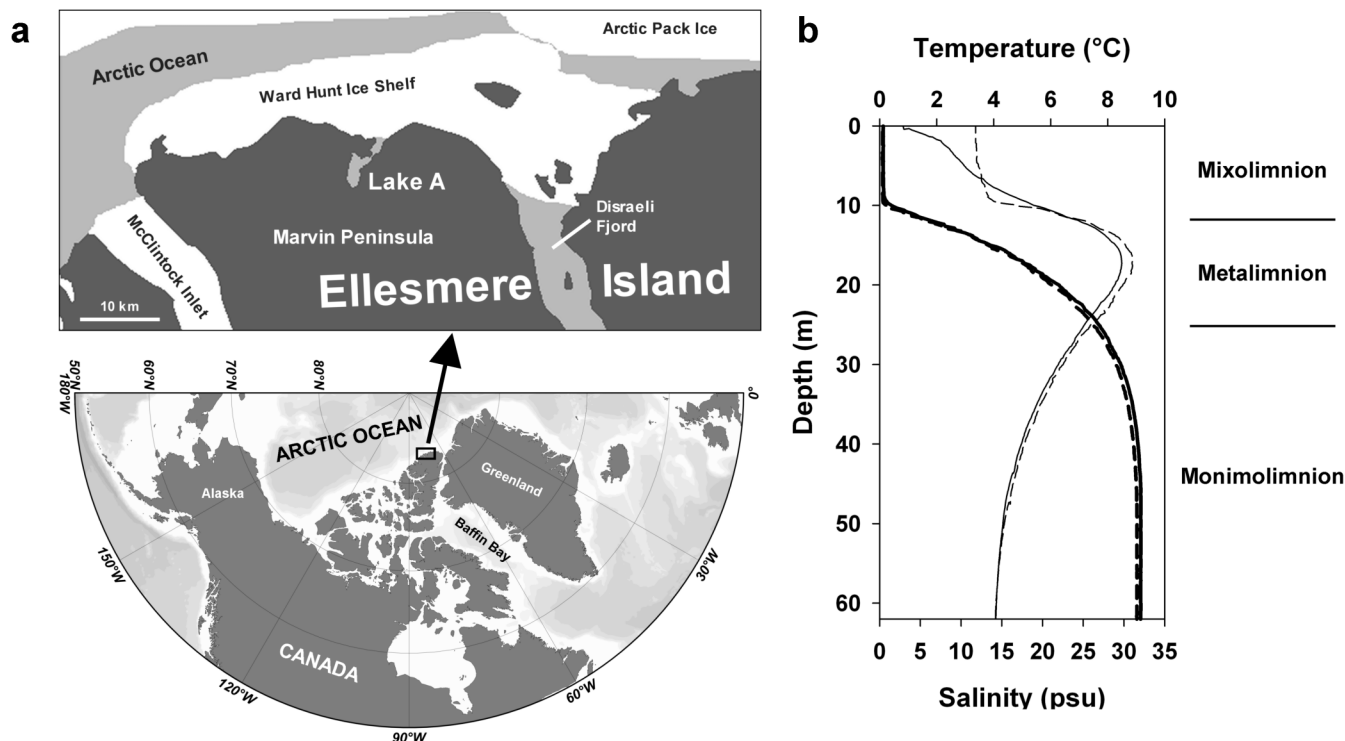 a
Arctic Ocean
Arctic Pack Ice
Ward Hunt Ice Shelf
Lake A
Disraeli
Fjord
McClintock Inlet
Marvin Peninsula
Ellesmere Island
10 km
50°N
180°W
60°N
70°N
80°N
0°
ARCTIC OCEAN
Alaska
Greenland
Baffin Bay
CANADA
150°W
120°W
90°W
60°W
30°W
b
Temperature (°C)
0 2 4 6 8 10
0
10
20
30
40
50
60
Depth (m)
0 5 10 15 20 25 30 35
Salinity (psu)
Mixolimnion
Metalimnion
Monimolimnion